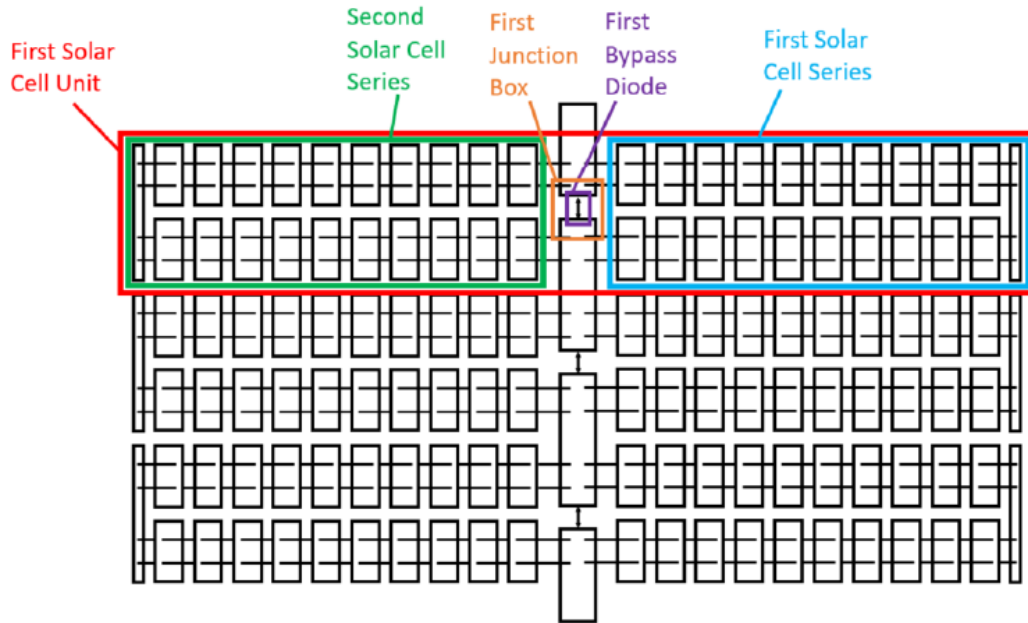 First Solar
Cell Unit
Second
Solar Cell
Series
First
Junction
Box
First
Bypass
Diode
First Solar
Cell Series